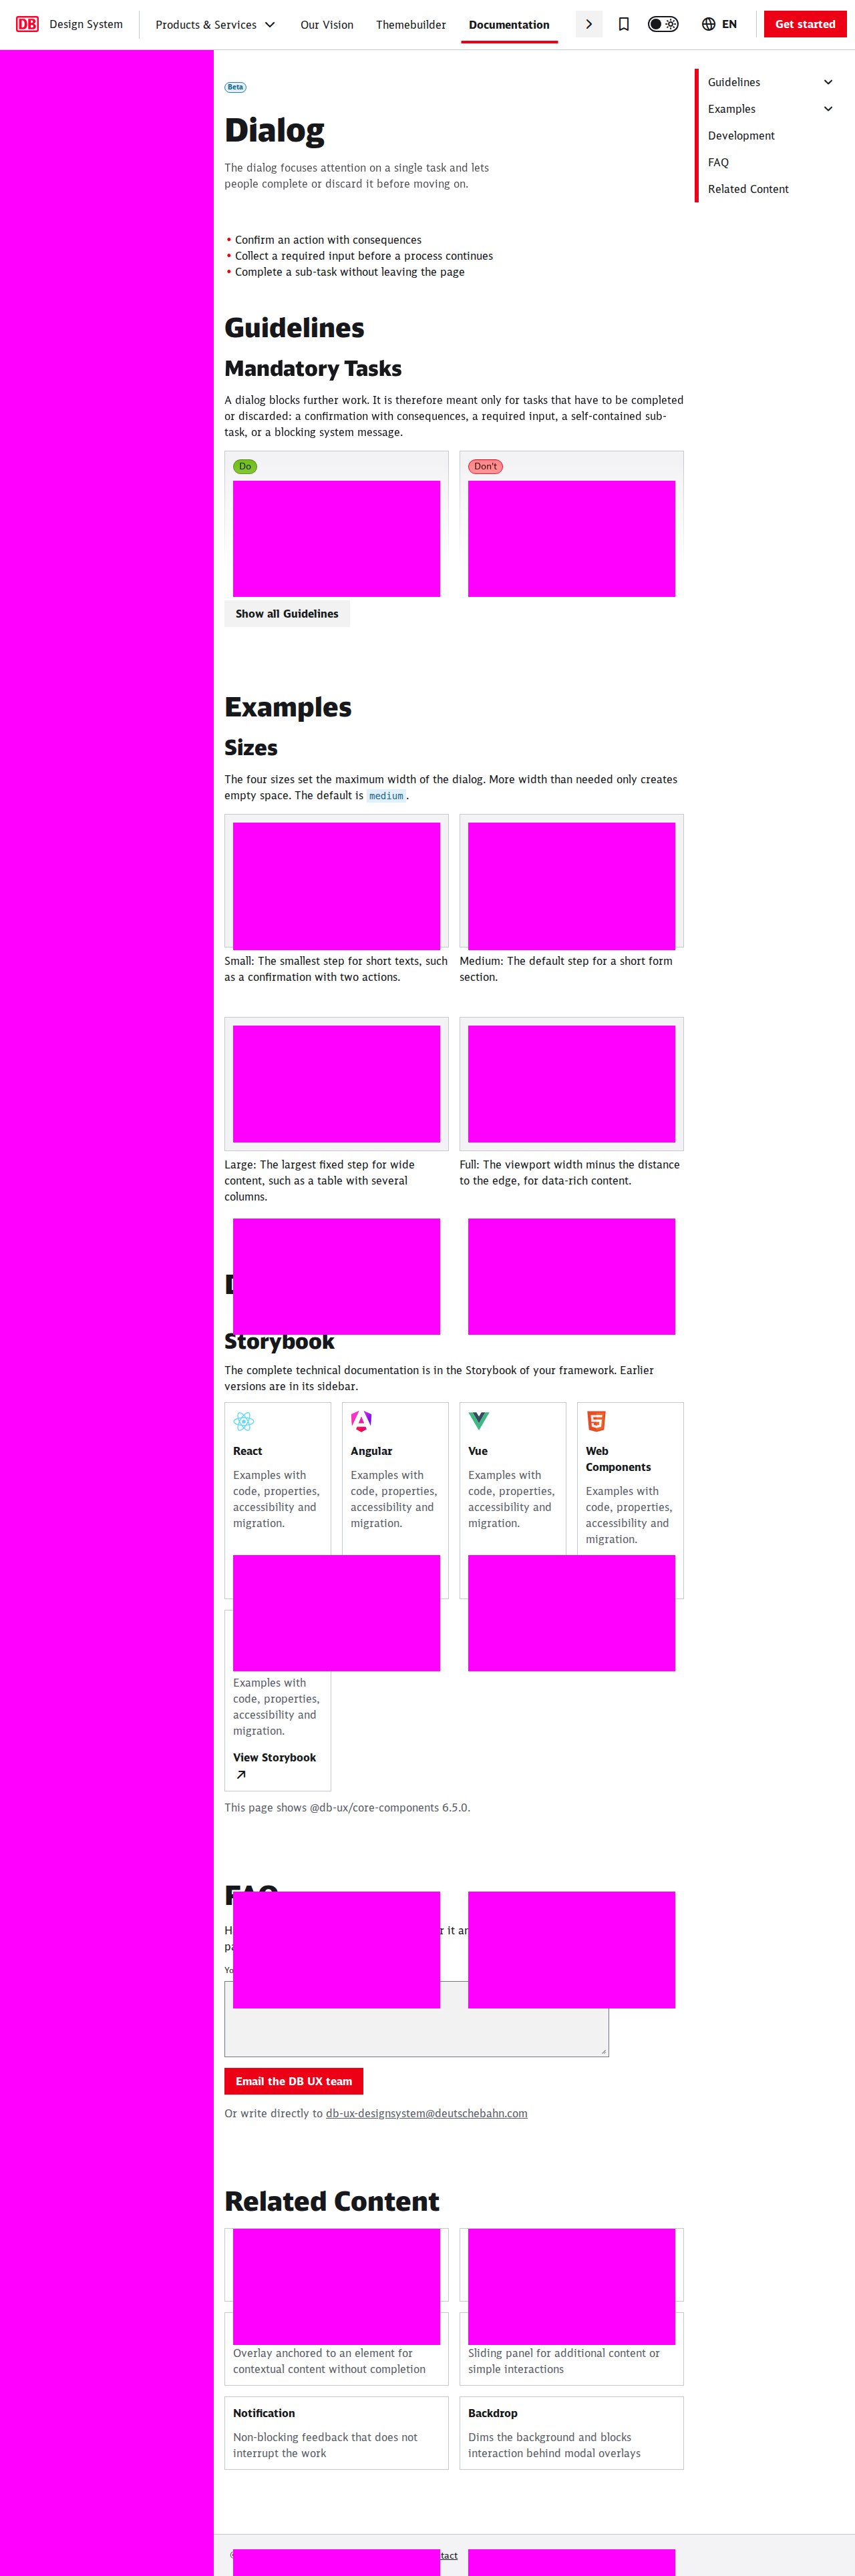 DB Design System Products & Services Our Vision Themebuilder Documentation EN Get started
Beta
Dialog
The dialog focuses attention on a single task and lets
people complete or discard it before moving on.
Guidelines
Examples
Development
FAQ
Related Content
• Confirm an action with consequences
• Collect a required input before a process continues
• Complete a sub-task without leaving the page
Guidelines
Mandatory Tasks
A dialog blocks further work. It is therefore meant only for tasks that have to be completed
or discarded: a confirmation with consequences, a required input, a self-contained sub-
task, or a blocking system message.
Do
Don't
Show all Guidelines
Examples
Sizes
The four sizes set the maximum width of the dialog. More width than needed only creates
empty space. The default is medium.
Small: The smallest step for short texts, such
as a confirmation with two actions.
Medium: The default step for a short form
section.
Large: The largest fixed step for wide
content, such as a table with several
columns.
Full: The viewport width minus the distance
to the edge, for data-rich content.
Storybook
The complete technical documentation is in the Storybook of your framework. Earlier
versions are in its sidebar.
React
Examples with
code, properties,
accessibility and
migration.
Angular
Examples with
code, properties,
accessibility and
migration.
Vue
Examples with
code, properties,
accessibility and
migration.
Web
Components
Examples with
code, properties,
accessibility and
migration.
Examples with
code, properties,
accessibility and
migration.
View Storybook
This page shows @db-ux/core-components 6.5.0.
FAQ
it
Email the DB UX team
Or write directly to db-ux-designsystem@deutschebahn.com
Related Content
Overlay anchored to an element for
contextual content without completion
Sliding panel for additional content or
simple interactions
Notification
Non-blocking feedback that does not
interrupt the work
Backdrop
Dims the background and blocks
interaction behind modal overlays